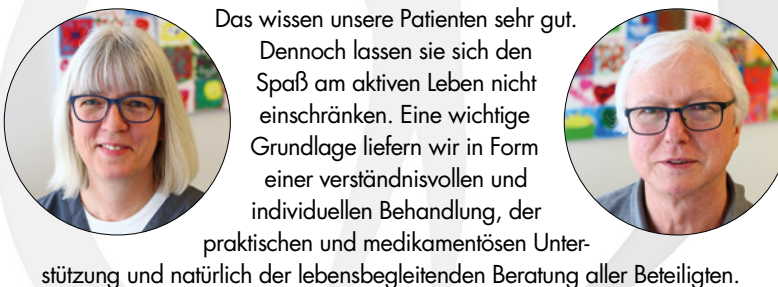 Das wissen unsere Patienten sehr gut.
Dennoch lassen sie sich den
Spaß am aktiven Leben nicht
einschränken. Eine wichtige
Grundlage liefern wir in Form
einer verständnisvollen und
individuellen Behandlung, der
praktischen und medikamentösen Unter-
stützung und natürlich der lebensbegleitenden Beratung aller Beteiligten.